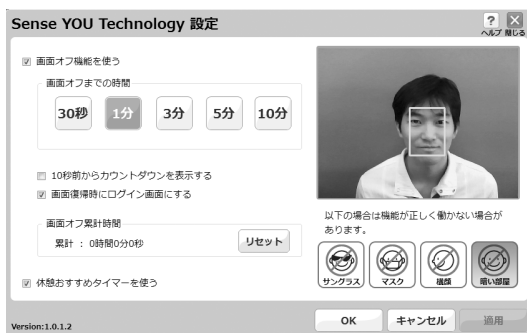 Sense YOU Technology 設定
? ×
ヘルプ 閉じる
画面オフ機能を使う
画面オフまでの時間
30秒 1分 3分 5分 10分
10秒前からカウントダウンを表示する
画面復帰時にログイン画面にする
画面オフ累計時間
累計 : 0時間0分0秒
リセット
休憩おすすめタイマーを使う
以下の場合は機能が正しく働かない場合が
あります。
サングラス マスク 横顔 暗い部屋
Version:1.0.1.2
OK キャンセル 適用